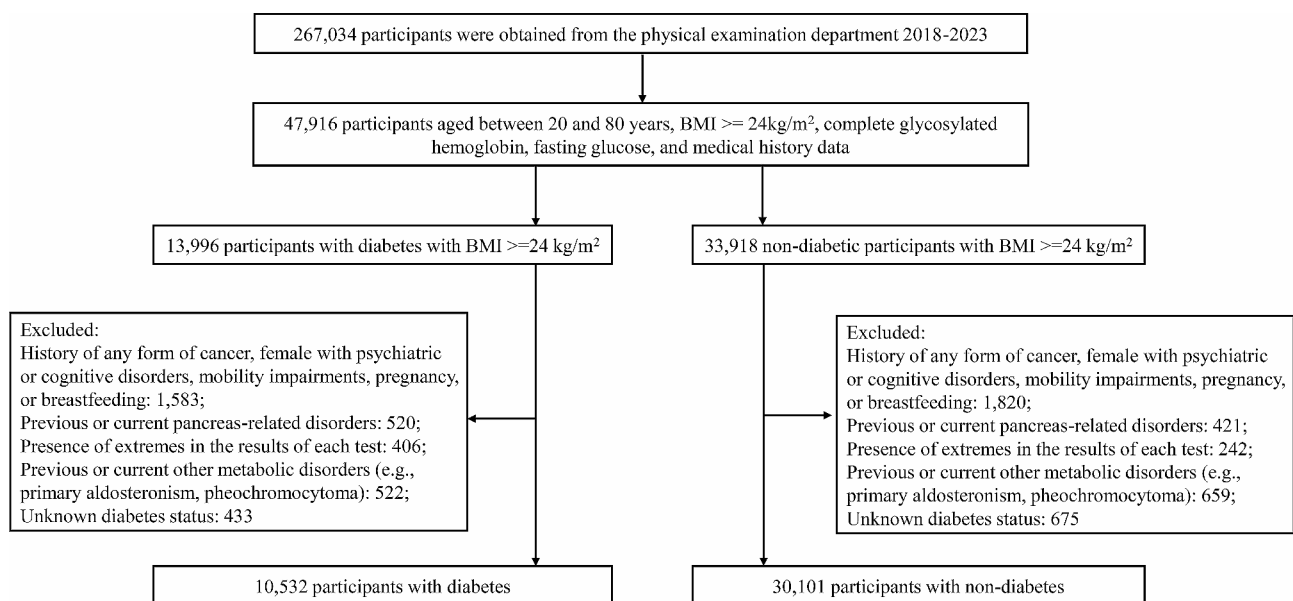 267,034 participants were obtained from the physical examination department 2018-2023
47,916 participants aged between 20 and 80 years, BMI >= 24kg/m², complete glycosylated
hemoglobin, fasting glucose, and medical history data
13,996 participants with diabetes with BMI >=24 kg/m²
33,918 non-diabetic participants with BMI >=24 kg/m²
Excluded:
History of any form of cancer, female with psychiatric
or cognitive disorders, mobility impairments, pregnancy,
or breastfeeding: 1,583;
Previous or current pancreas-related disorders: 520;
Presence of extremes in the results of each test: 406;
Previous or current other metabolic disorders (e.g.,
primary aldosteronism, pheochromocytoma): 522;
Unknown diabetes status: 433
Excluded:
History of any form of cancer, female with psychiatric
or cognitive disorders, mobility impairments, pregnancy,
or breastfeeding: 1,820;
Previous or current pancreas-related disorders: 421;
Presence of extremes in the results of each test: 242;
Previous or current other metabolic disorders (e.g.,
primary aldosteronism, pheochromocytoma): 659;
Unknown diabetes status: 675
10,532 participants with diabetes
30,101 participants with non-diabetes